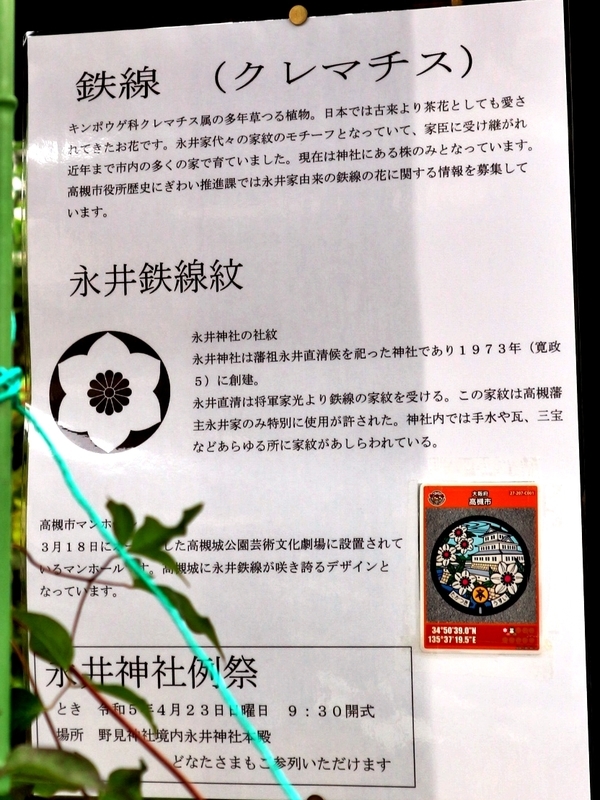 鉄線　（クレマチス）
キンポウゲ科クレマチス属の多年草つる植物。日本では古来より茶花としても愛さ
れてきたお花です。永井家代々の家紋のモチーフとなっていて、家臣に受け継がれ
近年まで市内の多くの家で育ていました。現在は神社にある株のみとなっています。
高槻市役所歴史にぎわい推進課では永井家由来の鉄線の花に関する情報を募集して
います。
永井鉄線紋
永井神社の社紋
永井神社は藩祖永井直清候を祀った神社であり１９７３年（寛政
５）に創建。
永井直清は将軍家光より鉄線の家紋を受ける。この家紋は高槻藩
主永井家のみ特別に使用が許された。神社内では手水や瓦、三宝
などあらゆる所に家紋があしらわれている。
高槻市マンホ
３月１８日に した高槻城公園芸術文化劇場に設置されて
いるマンホール す。高槻城に永井鉄線が咲き誇るデザインと
なっています。
大阪府
高槻市
27-207-C001
34°50'39.0"N
135°37'19.5"E
永井神社例祭
とき　令和５年４月２３日日曜日　９：３０開式
場所　野見神社境内永井神社本殿
どなたさまもご参列いただけます